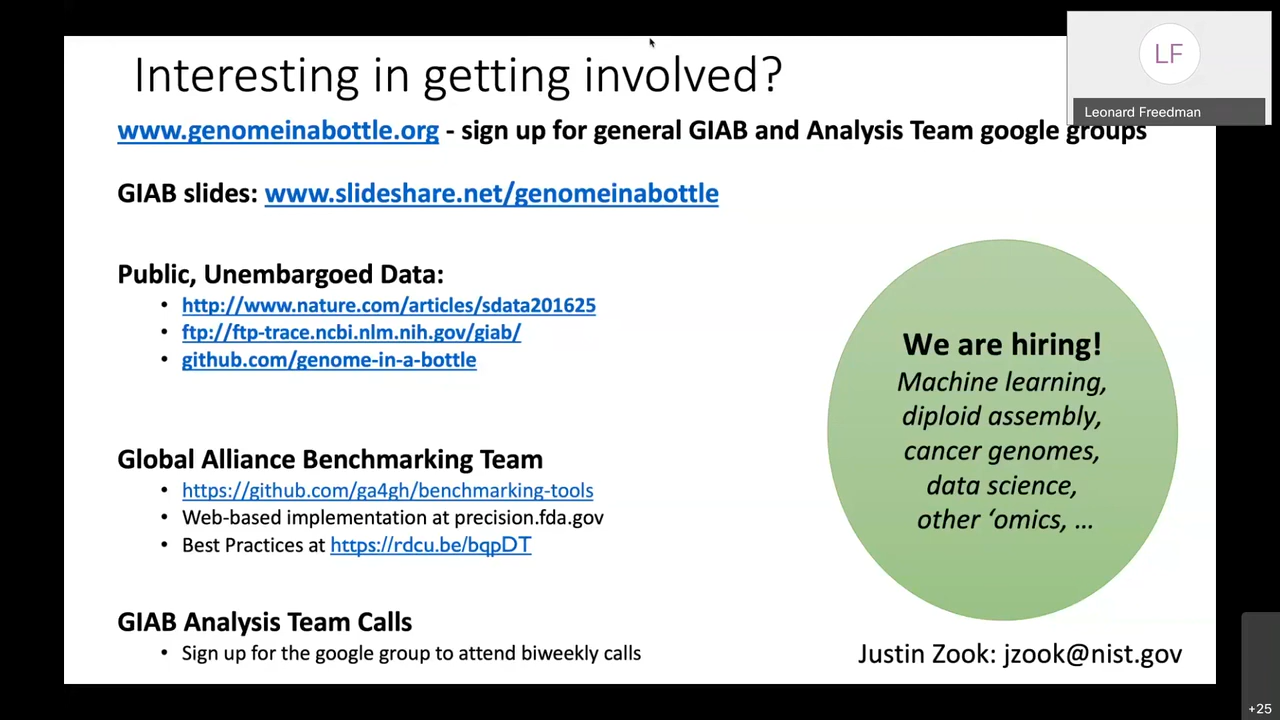 Interesting in getting involved?
LF
Leonard Freedman
www.genomeinabottle.org - sign up for general GIAB and Analysis Team google groups
GIAB slides: www.slideshare.net/genomeinabottle
Public, Unembargoed Data:
• http://www.nature.com/articles/sdata201625
• ftp://ftp-trace.ncbi.nlm.nih.gov/giab/
• github.com/genome-in-a-bottle
Global Alliance Benchmarking Team
• https://github.com/ga4gh/benchmarking-tools
• Web-based implementation at precision.fda.gov
• Best Practices at https://rdcu.be/bqpDT
GIAB Analysis Team Calls
• Sign up for the google group to attend biweekly calls
We are hiring!
Machine learning,
diploid assembly,
cancer genomes,
data science,
other ‘omics, ...
Justin Zook: jzook@nist.gov
+25